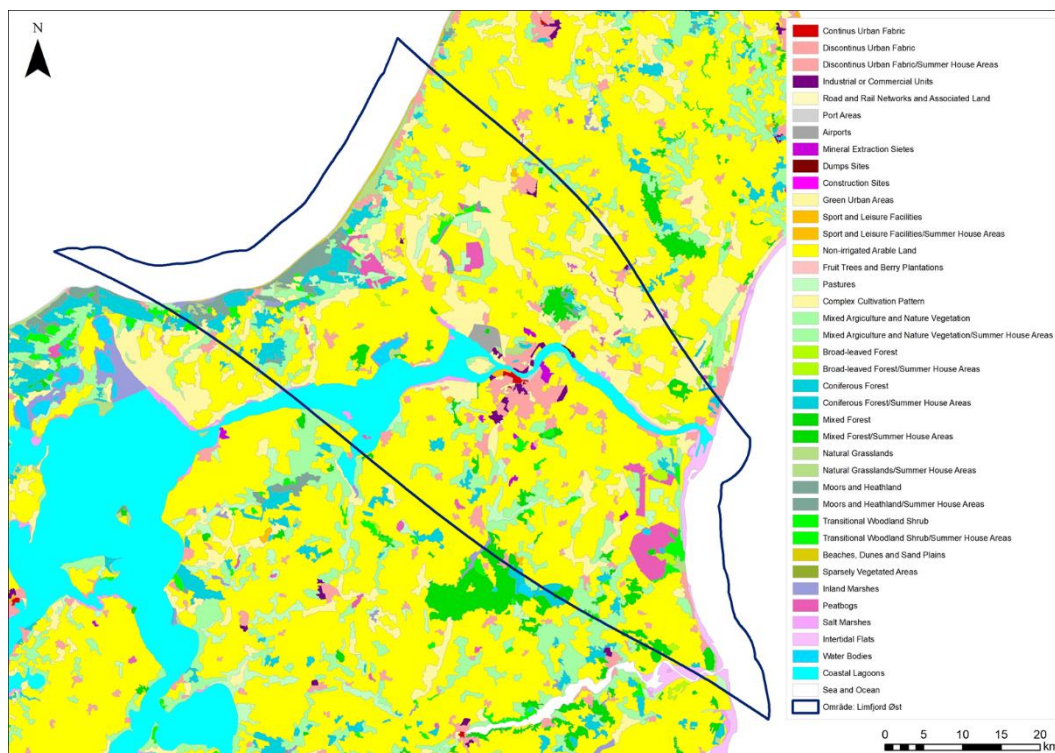 N
Continus Urban Fabric
Discontinus Urban Fabric
Discontinus Urban Fabric/Summer House Areas
Industrial or Commercial Units
Road and Rail Networks and Associated Land
Port Areas
Airports
Mineral Extraction Sietes
Dumps Sites
Construction Sites
Green Urban Areas
Sport and Leisure Facilities
Sport and Leisure Facilities/Summer House Areas
Non-irrigated Arable Land
Fruit Trees and Berry Plantations
Pastures
Complex Cultivation Pattern
Mixed Argiculture and Nature Vegetation
Mixed Argiculture and Nature Vegetation/Summer House Areas
Broad-leaved Forest
Broad-leaved Forest/Summer House Areas
Coniferous Forest
Coniferous Forest/Summer House Areas
Mixed Forest
Mixed Forest/Summer House Areas
Natural Grasslands
Natural Grasslands/Summer House Areas
Moors and Heathland
Moors and Heathland/Summer House Areas
Transitional Woodland Shrub
Transitional Woodland Shrub/Summer House Areas
Beaches, Dunes and Sand Plains
Sparsely Vegetated Areas
Inland Marshes
Peatbogs
Salt Marshes
Intertidal Flats
Water Bodies
Coastal Lagoons
Sea and Ocean
Område: Limfjord Øst
0 5 10 15 20
km